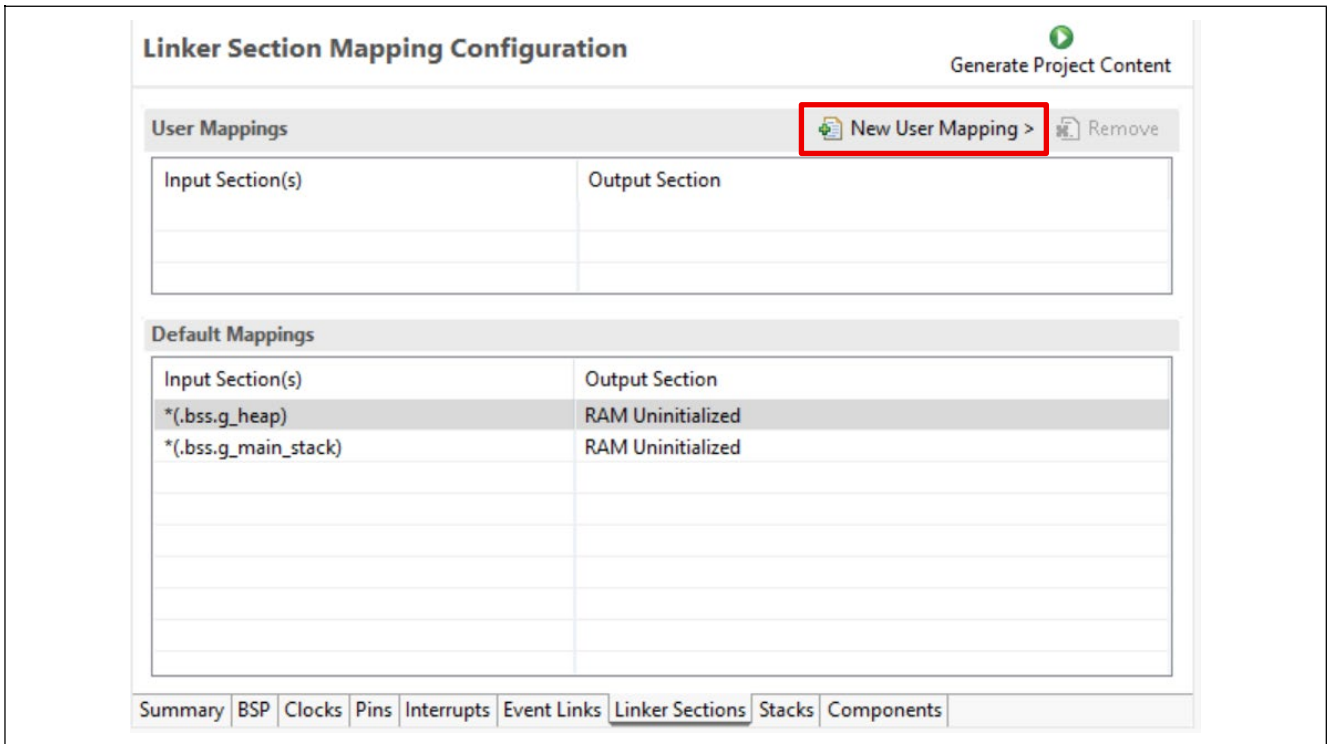 Linker Section Mapping Configuration
Generate Project Content
User Mappings
New User Mapping >
Remove
Input Section(s) Output Section
Default Mappings
Input Section(s) Output Section
*(.bss.g_heap) RAM Uninitialized
*(.bss.g_main_stack) RAM Uninitialized
Summary BSP Clocks Pins Interrupts Event Links Linker Sections Stacks Components